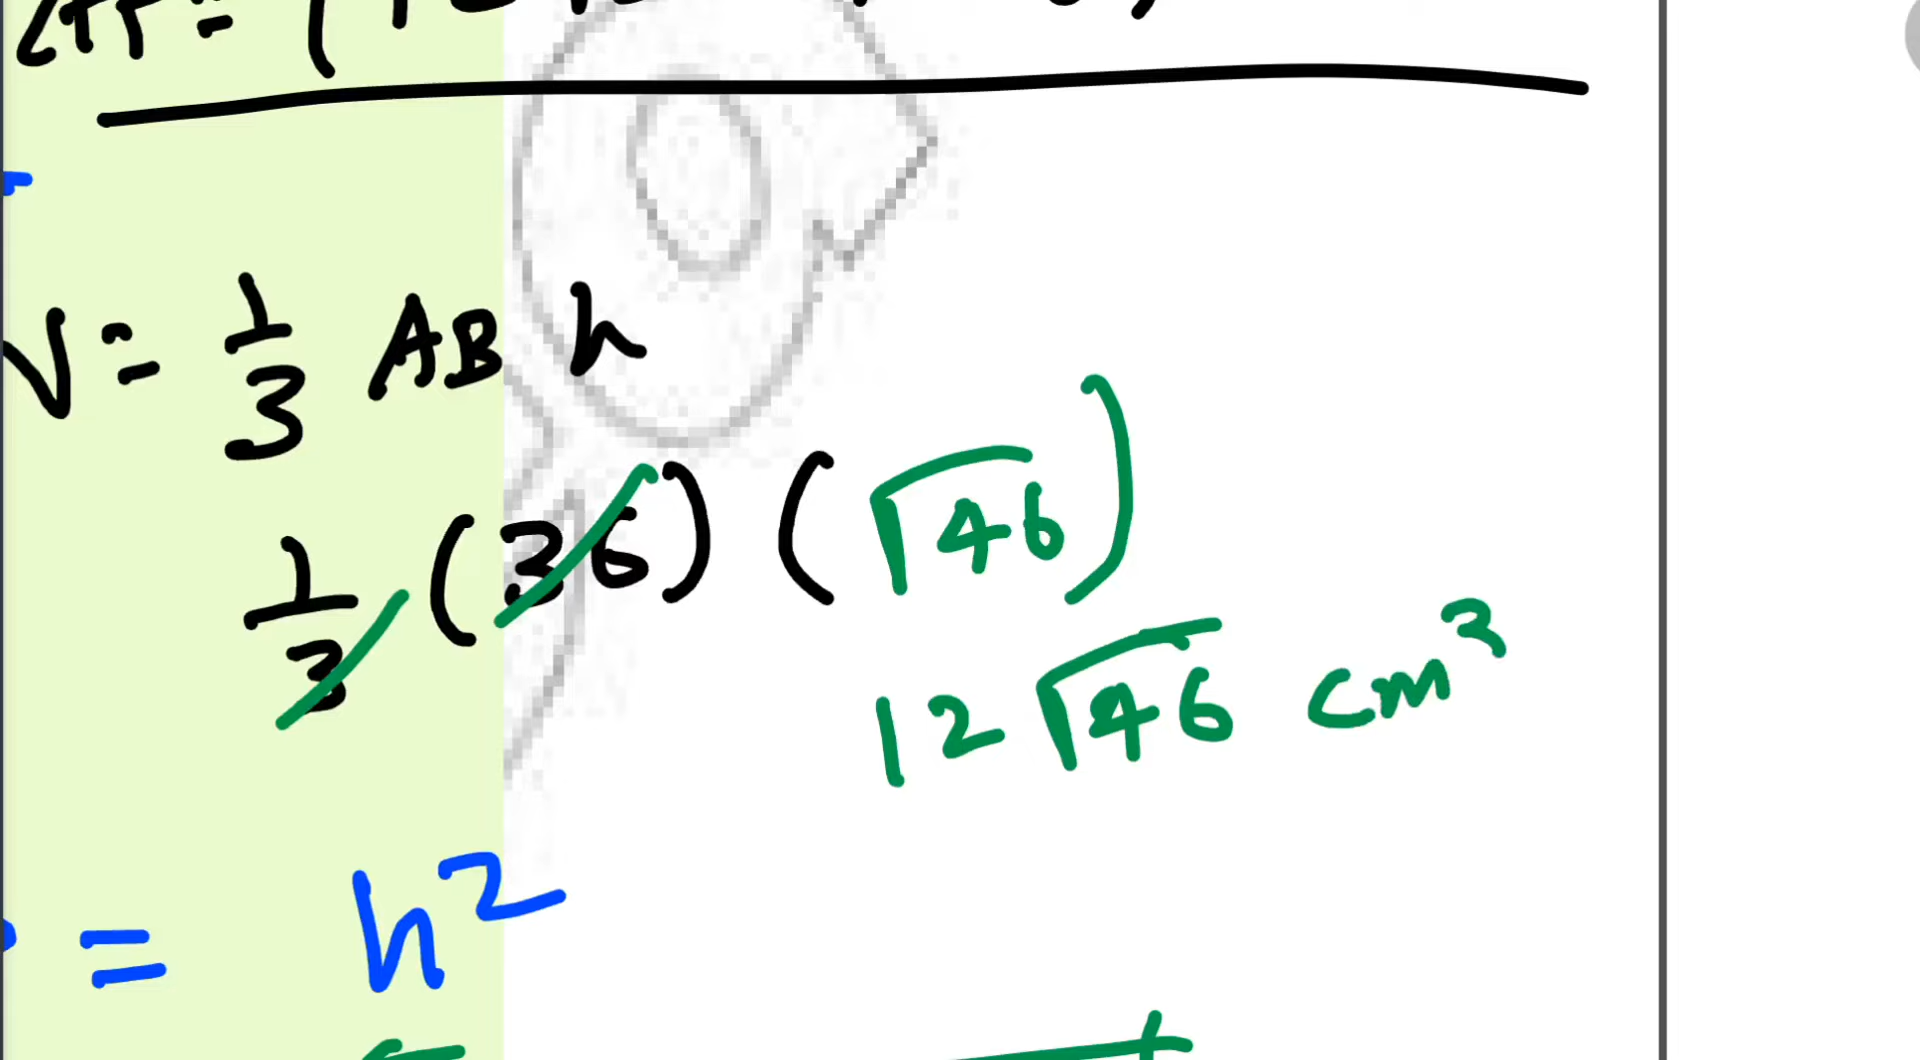 V = 1/3 AB h
1/3 (36) (√46)
12 √46 cm³
= h²